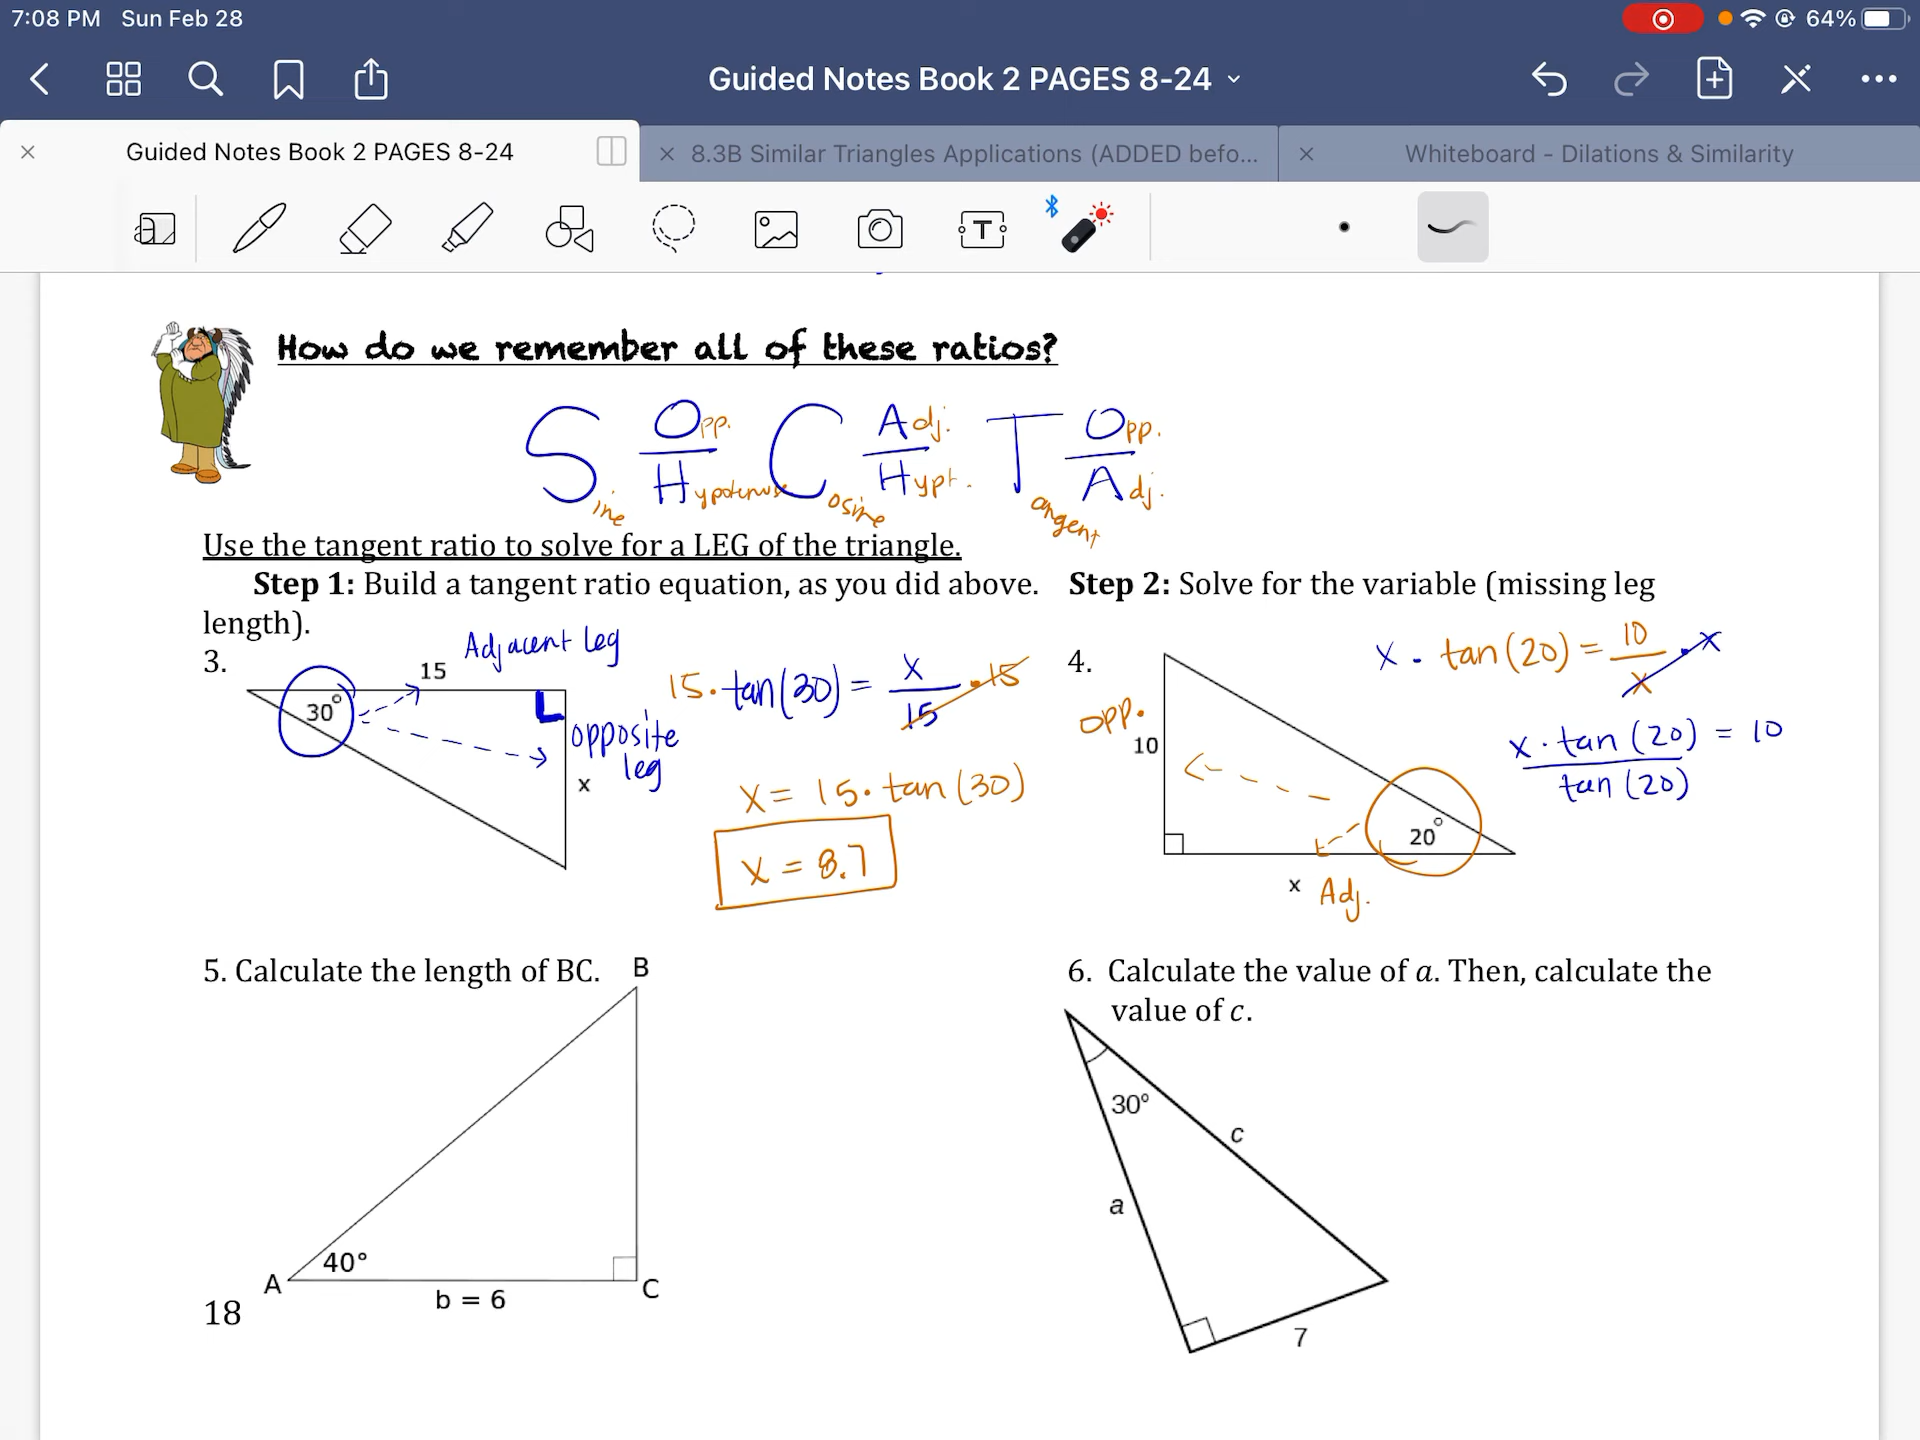 7:08 PM Sun Feb 28
64%
Guided Notes Book 2 PAGES 8-24
Guided Notes Book 2 PAGES 8-24
8.3B Similar Triangles Applications (ADDED befo...
Whiteboard - Dilations & Similarity
T
How do we remember all of these ratios?
Sine Opp. / Hypotenuse Cosine Adj. / Hypt. Tangent Opp. / Adj.
Use the tangent ratio to solve for a LEG of the triangle.
Step 1: Build a tangent ratio equation, as you did above. Step 2: Solve for the variable (missing leg
length).
3.
15
Adjacent leg
30°
opposite
leg
x
15 · tan(30) = x/15 · 15
x = 15 · tan(30)
x = 8.7
4.
opp.
10
20°
x Adj.
x · tan(20) = 10/x · x
x · tan(20) / tan(20) = 10
5. Calculate the length of BC.
B
A
40°
b = 6
C
6. Calculate the value of a. Then, calculate the
value of c.
30º
c
a
7
18